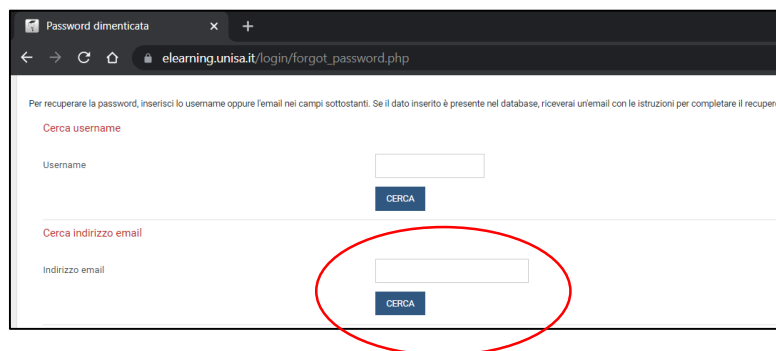 Password dimenticata
elearning.unisa.it/login/forgot_password.php
Per recuperare la password, inserisci lo username oppure l'email nei campi sottostanti. Se il dato inserito è presente nel database, riceverai un'email con le istruzioni per completare il recuper
Cerca username
Username
CERCA
Cerca indirizzo email
Indirizzo email
CERCA